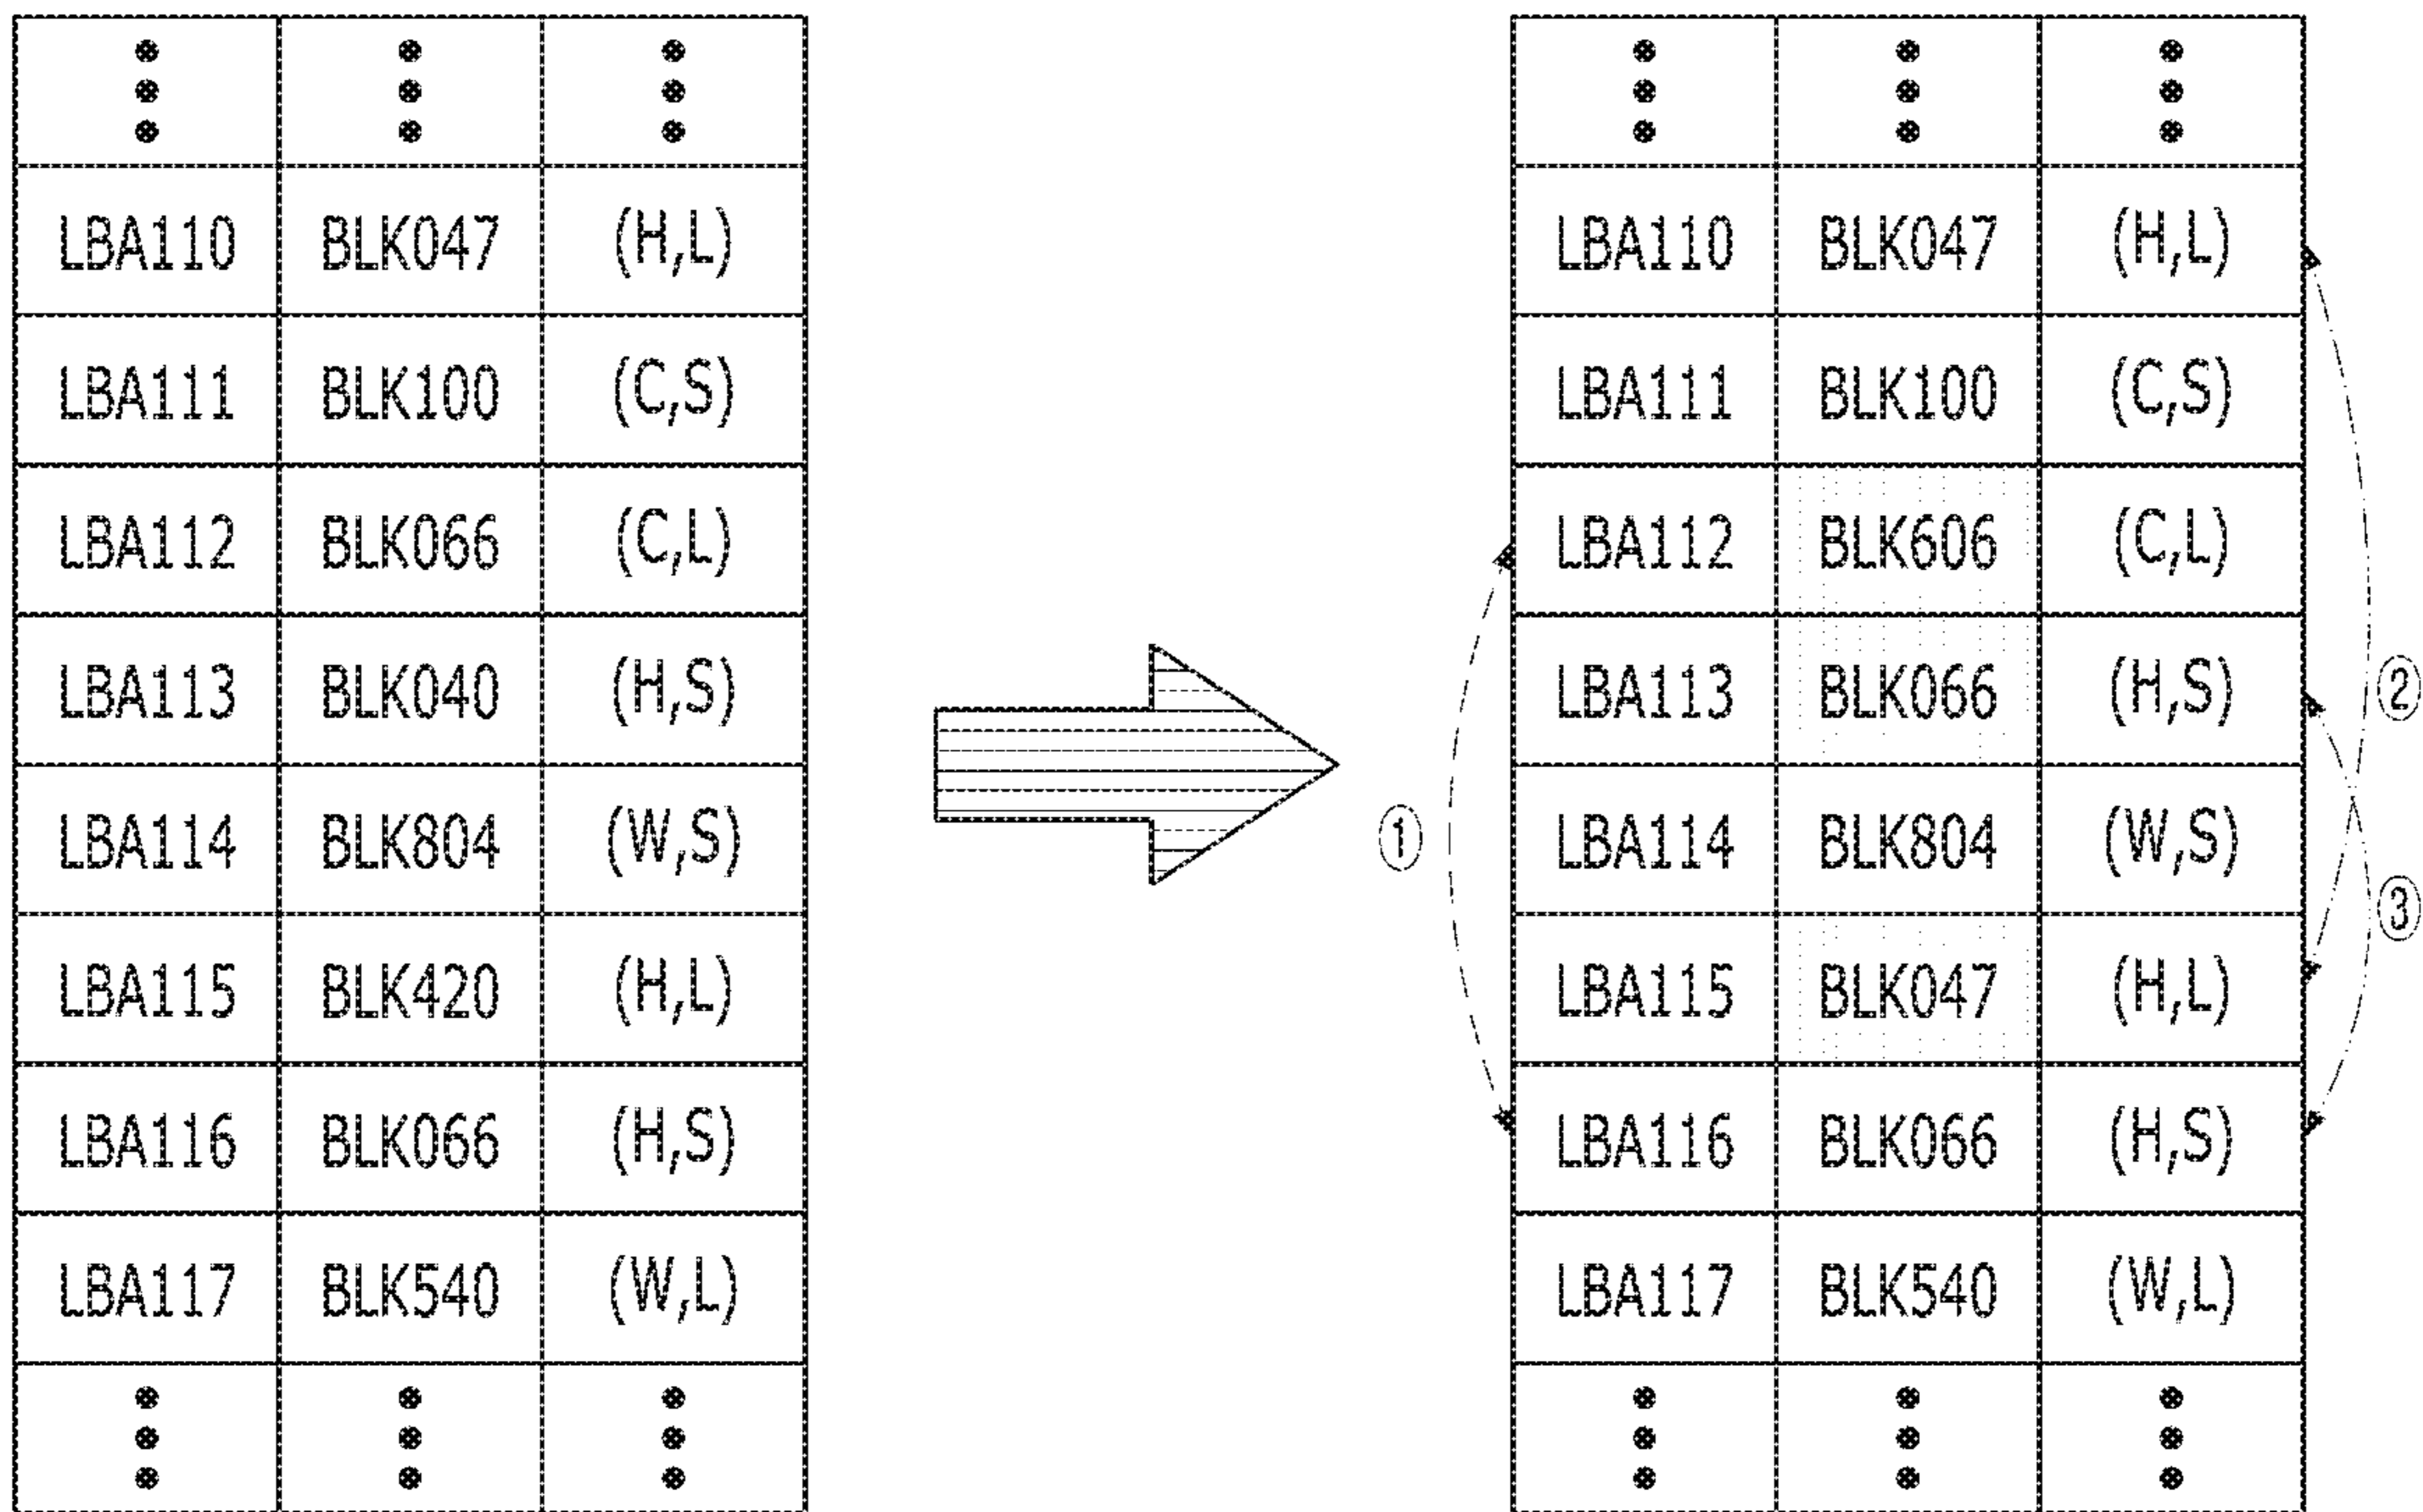 LBA110 BLK047 (H,L)
LBA111 BLK100 (C,S)
LBA112 BLK066 (C,L)
LBA113 BLK040 (H,S)
LBA114 BLK804 (W,S)
LBA115 BLK420 (H,L)
LBA116 BLK066 (H,S)
LBA117 BLK540 (W,L)
①
LBA110 BLK047 (H,L)
LBA111 BLK100 (C,S)
LBA112 BLK606 (C,L)
LBA113 BLK066 (H,S)
LBA114 BLK804 (W,S)
LBA115 BLK047 (H,L)
LBA116 BLK066 (H,S)
LBA117 BLK540 (W,L)
②
③